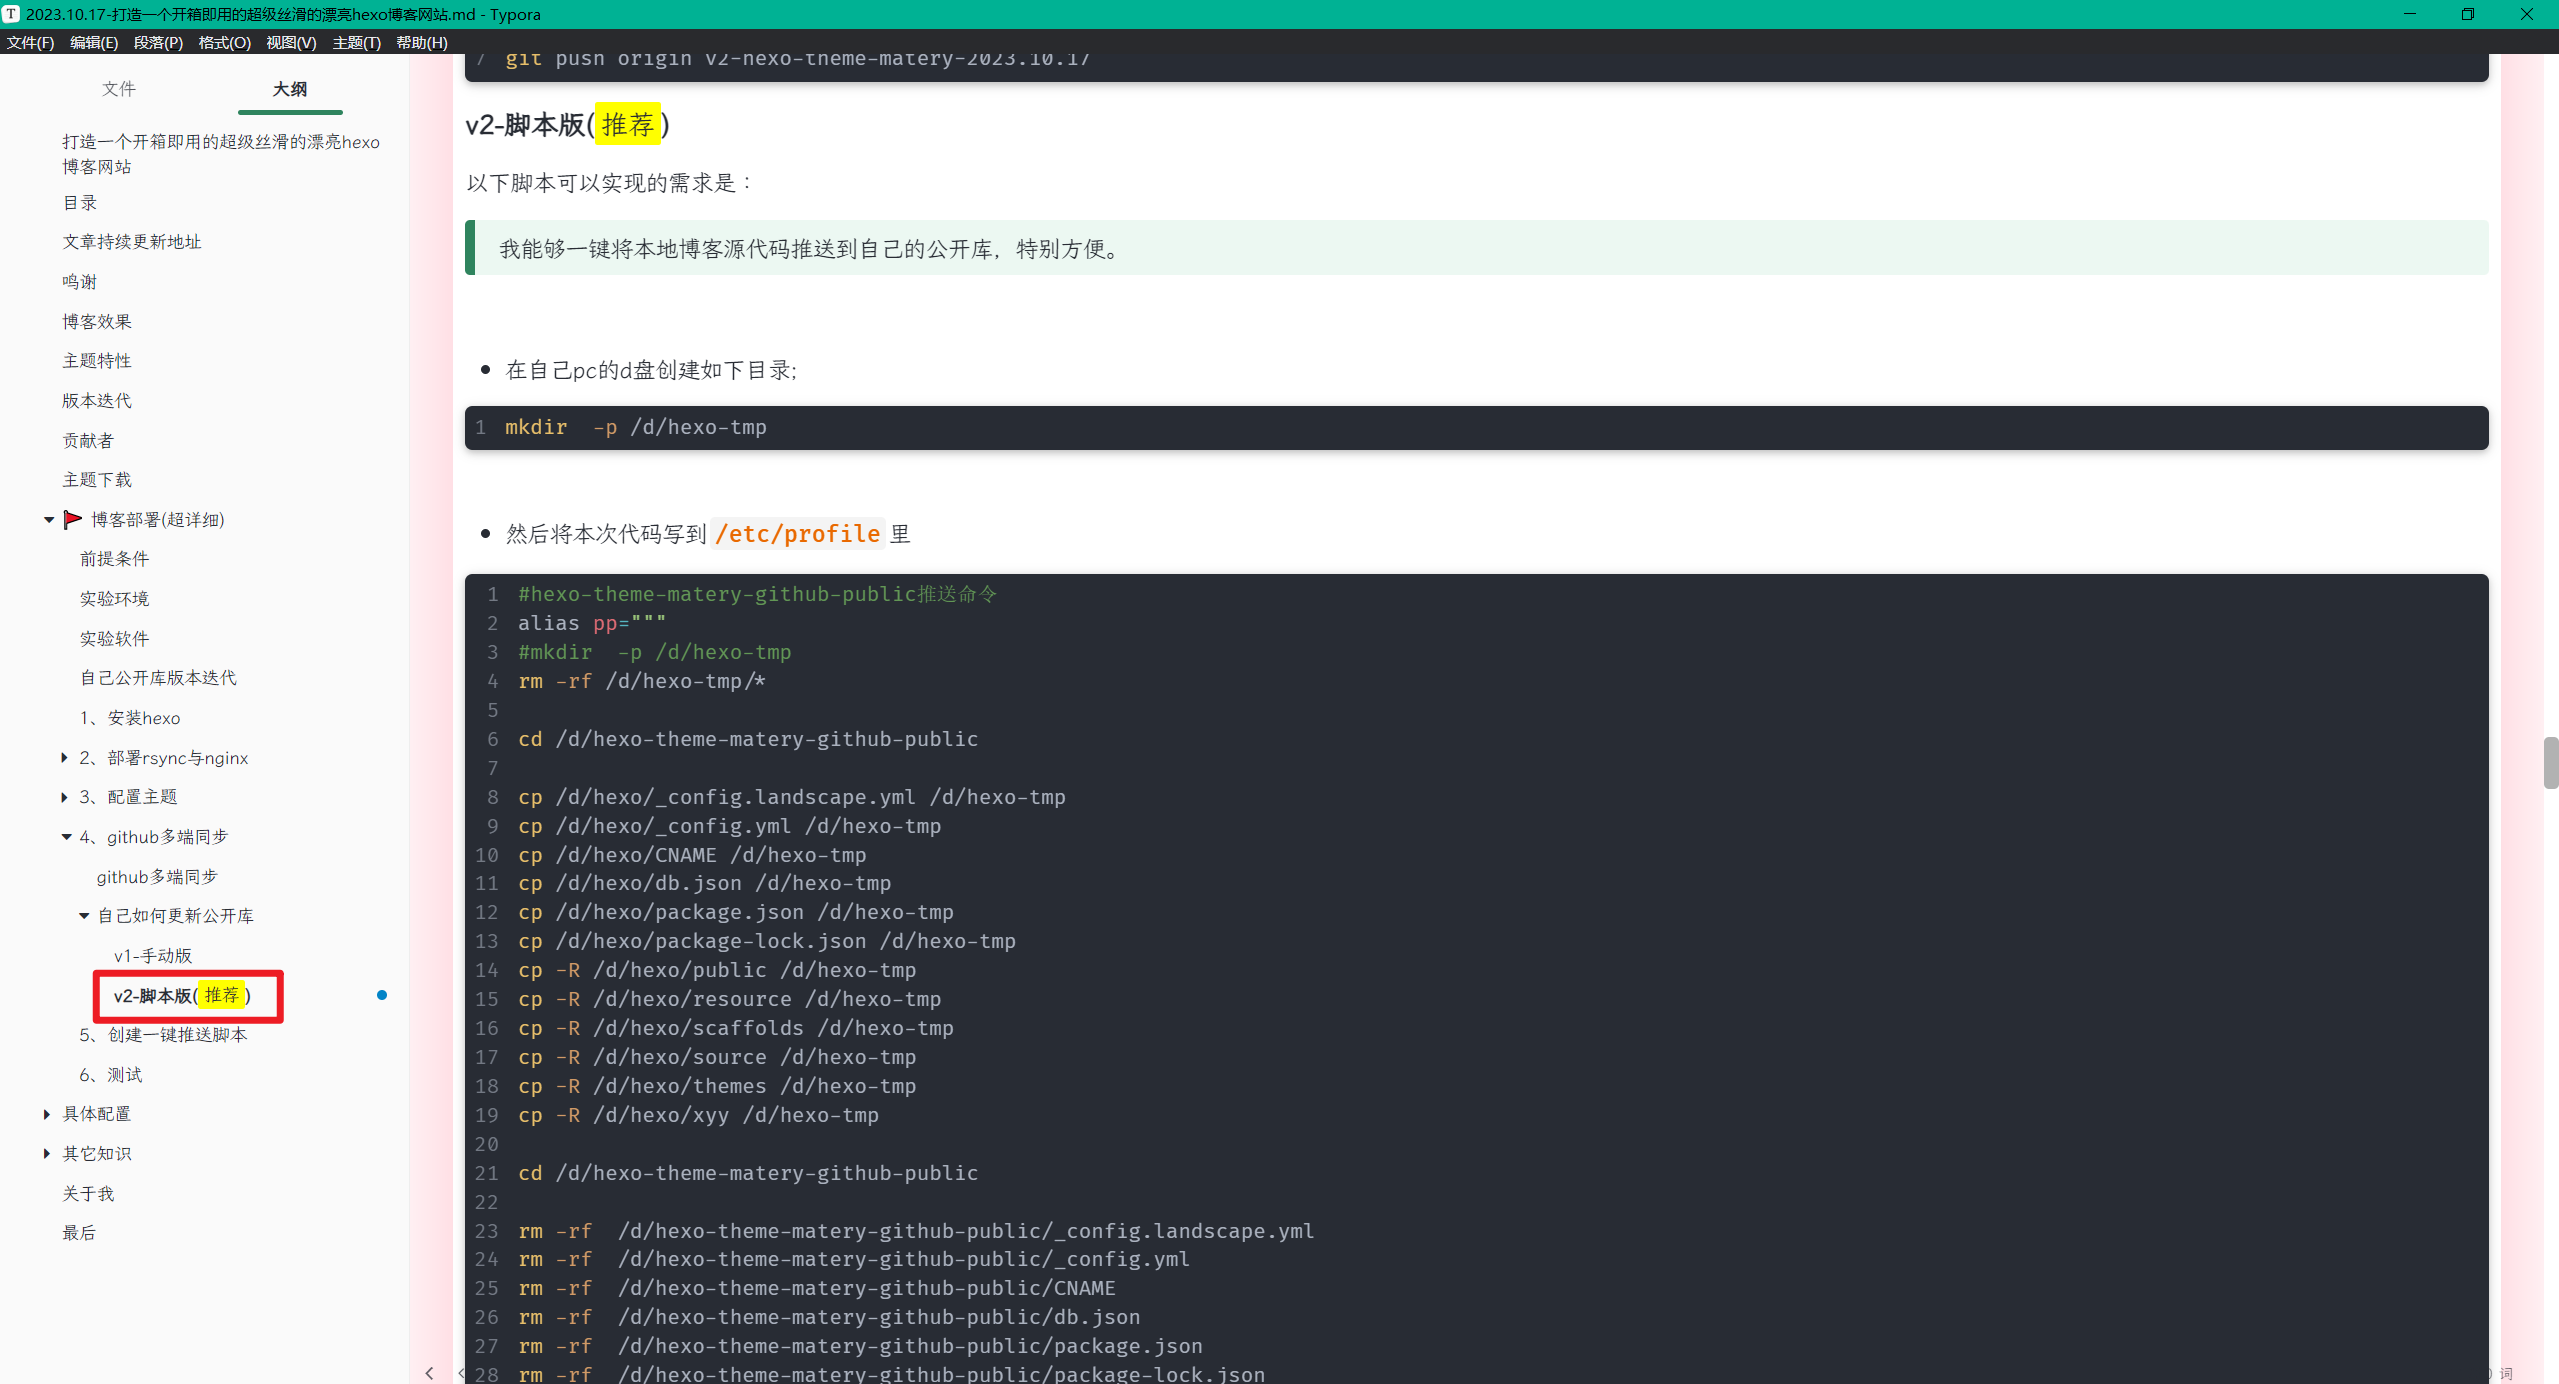 2023.10.17-打造一个开箱即用的超级丝滑的漂亮hexo博客网站.md - Typora
文件(F) 编辑(E) 段落(P) 格式(O) 视图(V) 主题(T) 帮助(H)
文件 大纲
打造一个开箱即用的超级丝滑的漂亮hexo
博客网站
目录
文章持续更新地址
鸣谢
博客效果
主题特性
版本迭代
贡献者
主题下载
🚩 博客部署(超详细)
前提条件
实验环境
实验软件
自己公开库版本迭代
1、安装hexo
2、部署rsync与nginx
3、配置主题
4、github多端同步
github多端同步
自己如何更新公开库
v1-手动版
v2-脚本版(推荐)
5、创建一键推送脚本
6、测试
具体配置
其它知识
关于我
最后
7 git push origin v2-hexo-theme-matery-2023.10.17
v2-脚本版(推荐)
以下脚本可以实现的需求是：
我能够一键将本地博客源代码推送到自己的公开库，特别方便。
• 在自己pc的d盘创建如下目录;
1 mkdir  -p /d/hexo-tmp
• 然后将本次代码写到 /etc/profile 里
1 #hexo-theme-matery-github-public推送命令
2 alias pp="""
3 #mkdir  -p /d/hexo-tmp
4 rm -rf /d/hexo-tmp/*
5
6 cd /d/hexo-theme-matery-github-public
7
8 cp /d/hexo/_config.landscape.yml /d/hexo-tmp
9 cp /d/hexo/_config.yml /d/hexo-tmp
10 cp /d/hexo/CNAME /d/hexo-tmp
11 cp /d/hexo/db.json /d/hexo-tmp
12 cp /d/hexo/package.json /d/hexo-tmp
13 cp /d/hexo/package-lock.json /d/hexo-tmp
14 cp -R /d/hexo/public /d/hexo-tmp
15 cp -R /d/hexo/resource /d/hexo-tmp
16 cp -R /d/hexo/scaffolds /d/hexo-tmp
17 cp -R /d/hexo/source /d/hexo-tmp
18 cp -R /d/hexo/themes /d/hexo-tmp
19 cp -R /d/hexo/xyy /d/hexo-tmp
20
21 cd /d/hexo-theme-matery-github-public
22
23 rm -rf  /d/hexo-theme-matery-github-public/_config.landscape.yml
24 rm -rf  /d/hexo-theme-matery-github-public/_config.yml
25 rm -rf  /d/hexo-theme-matery-github-public/CNAME
26 rm -rf  /d/hexo-theme-matery-github-public/db.json
27 rm -rf  /d/hexo-theme-matery-github-public/package.json
28 rm -rf  /d/hexo-theme-matery-github-public/package-lock.json
词